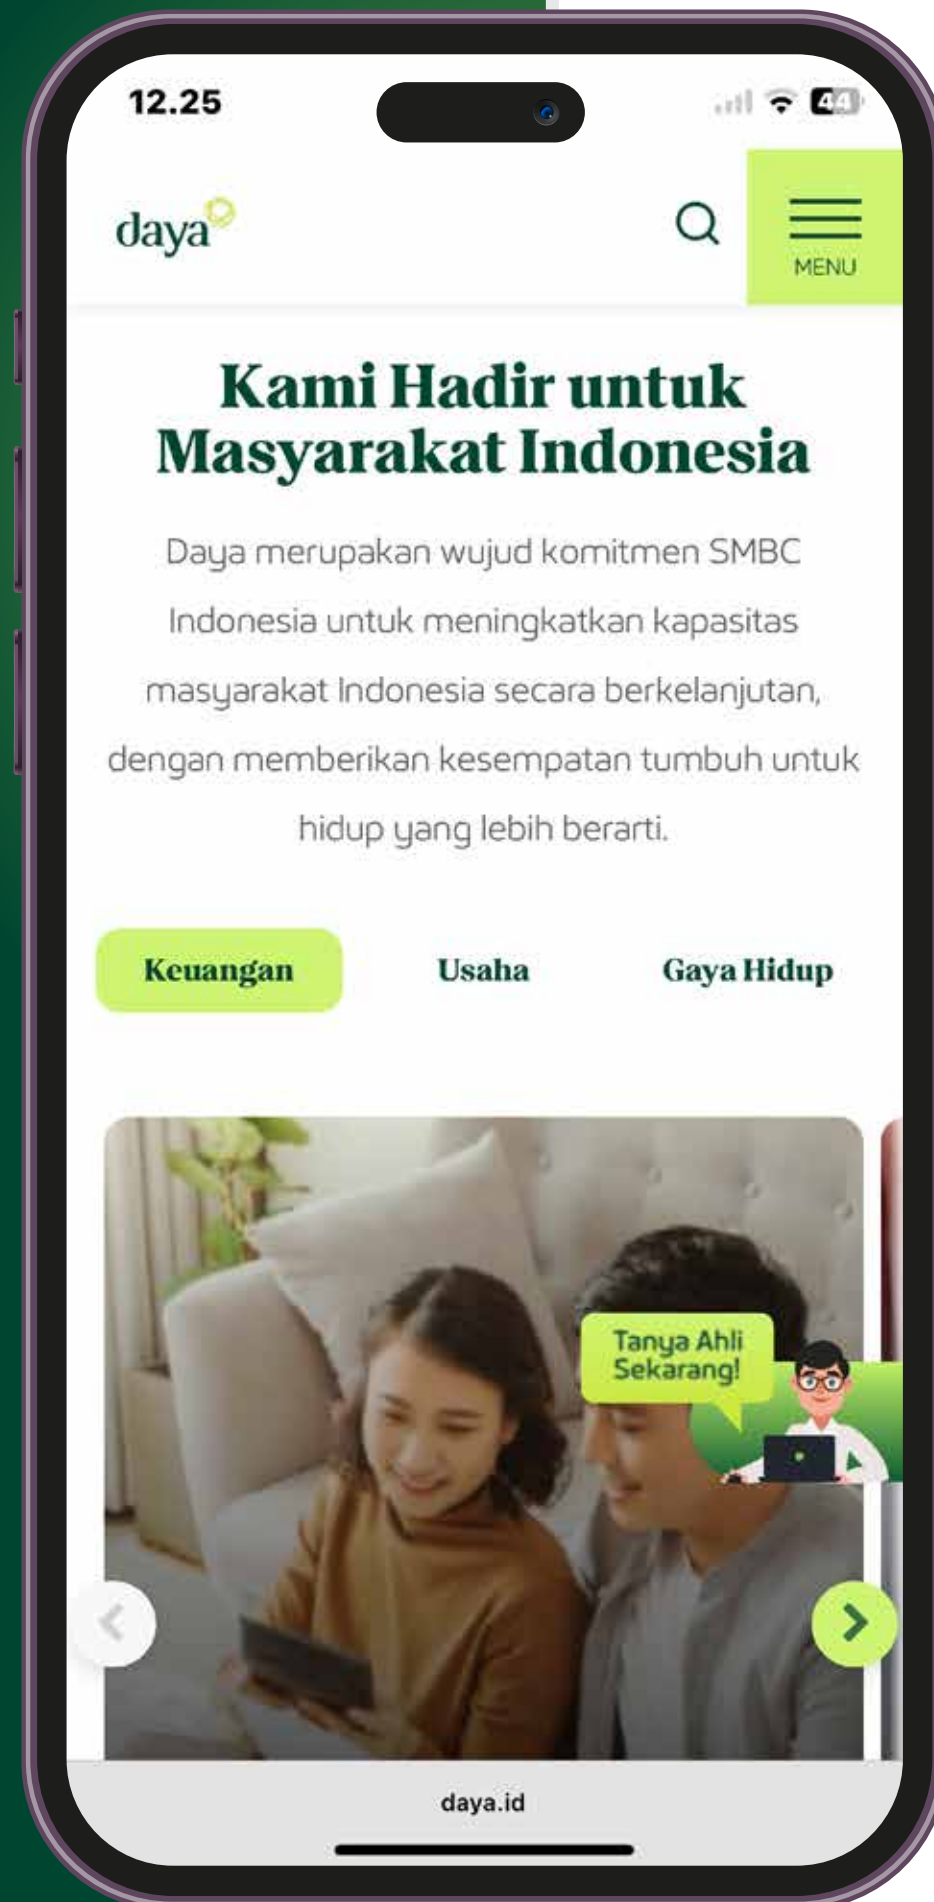 12.25
44
daya
MENU
Kami Hadir untuk
Masyarakat Indonesia
Daya merupakan wujud komitmen SMBC
Indonesia untuk meningkatkan kapasitas
masyarakat Indonesia secara berkelanjutan,
dengan memberikan kesempatan tumbuh untuk
hidup yang lebih berarti.
Keuangan Usaha Gaya Hidup
Tanya Ahli
Sekarang!
daya.id